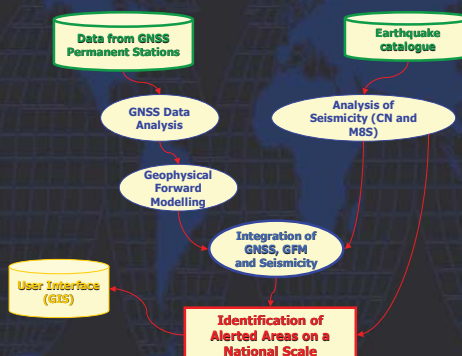 Data from GNSS
Permanent Stations
Earthquake
catalogue
GNSS Data
Analysis
Analysis of
Seismicity (CN and
M8S)
Geophysical
Forward
Modelling
Integration of
GNSS, GFM
and Seismicity
User Interface
(GIS)
Identification of
Alerted Areas on a
National Scale